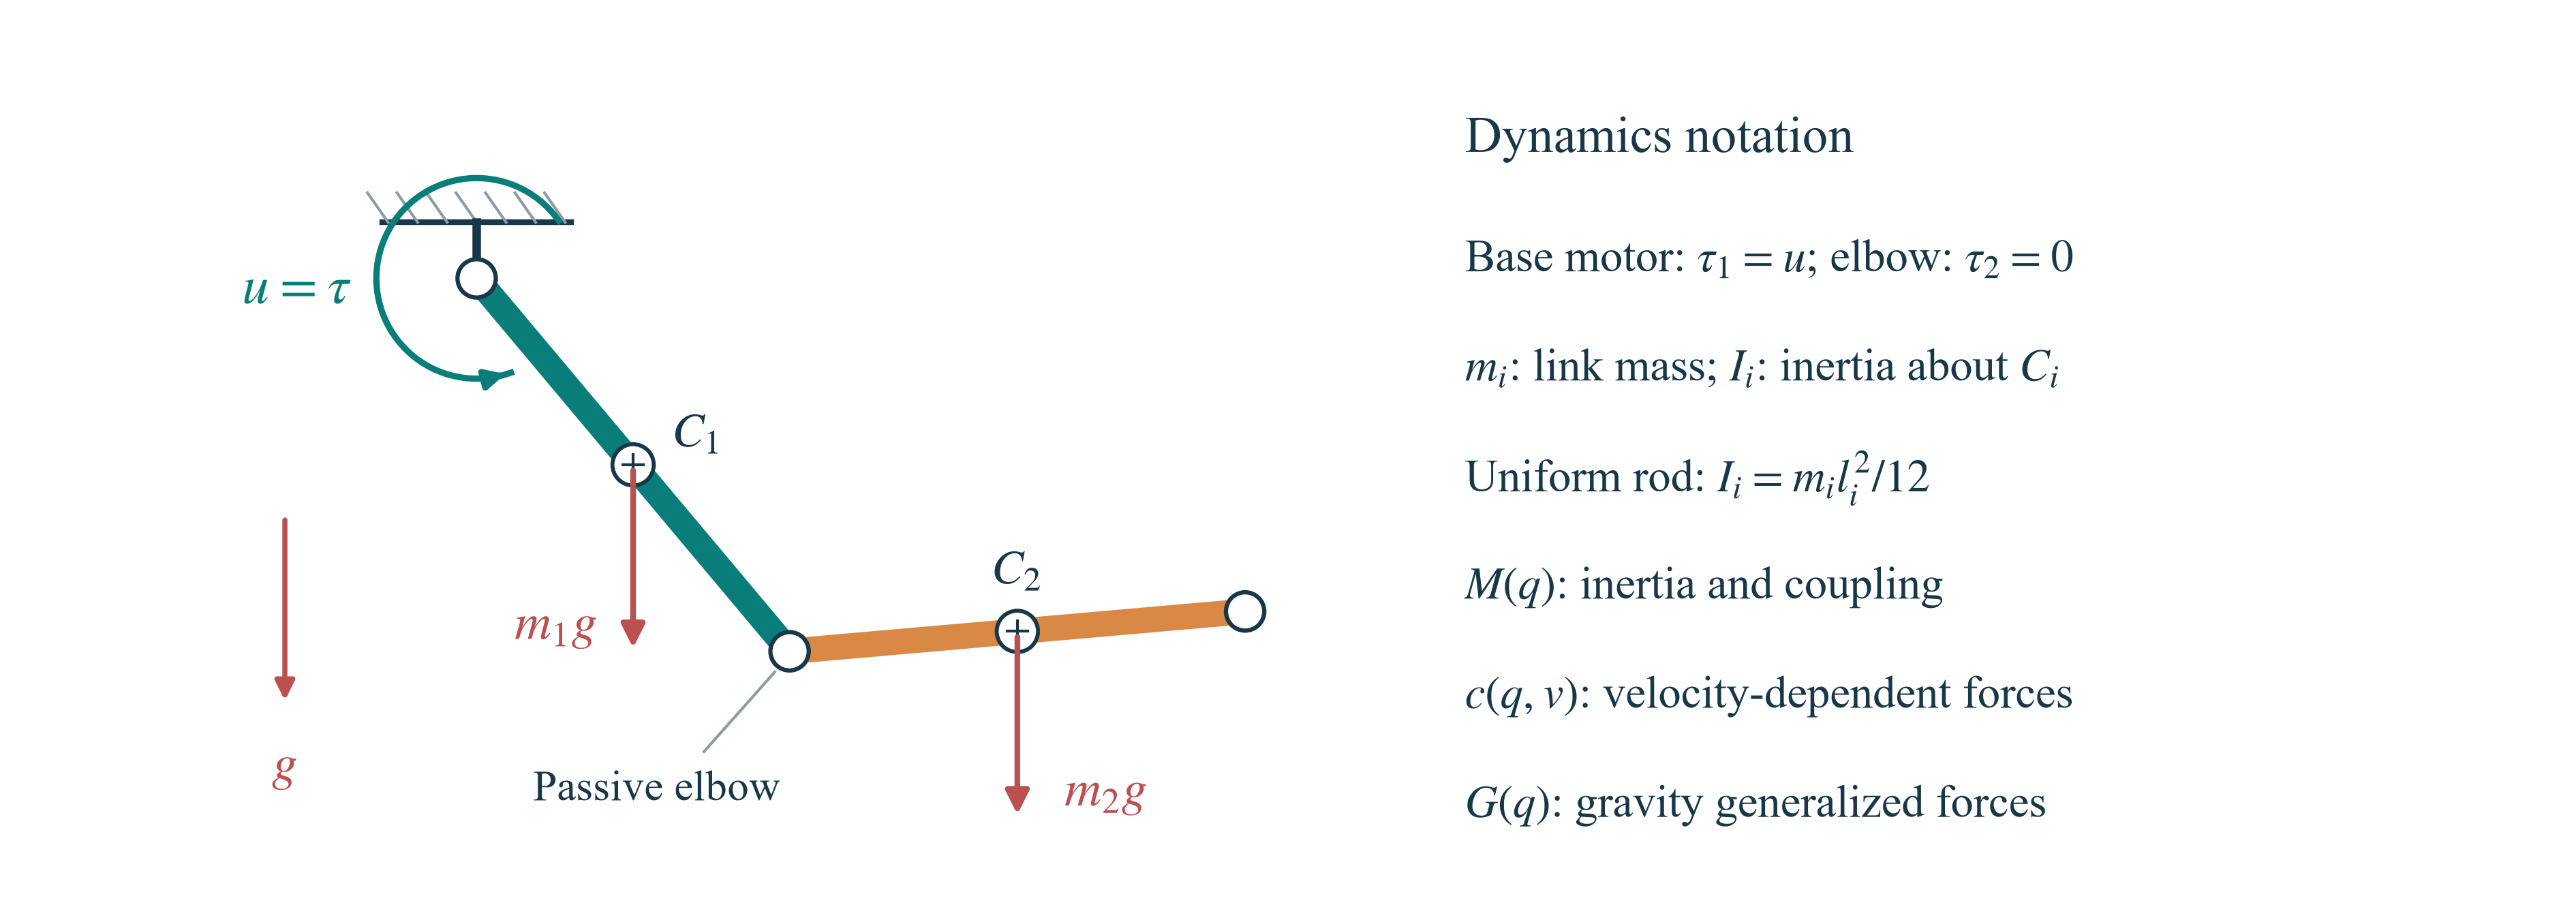 u = τ
C₁
m₁g
C₂
g
Passive elbow
m₂g
Dynamics notation
Base motor: τ₁ = u; elbow: τ₂ = 0
mᵢ: link mass; Iᵢ: inertia about Cᵢ
Uniform rod: Iᵢ = mᵢlᵢ²/12
M(q): inertia and coupling
c(q, v): velocity-dependent forces
G(q): gravity generalized forces